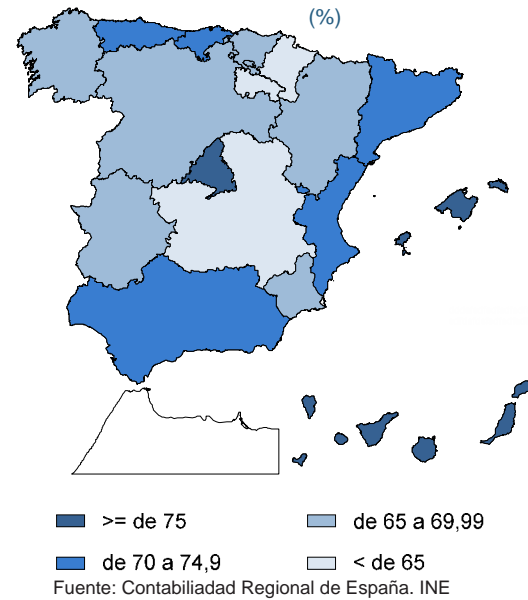 (%)
>= de 75
de 65 a 69,99
de 70 a 74,9
< de 65
Fuente: Contabiliadad Regional de España. INE